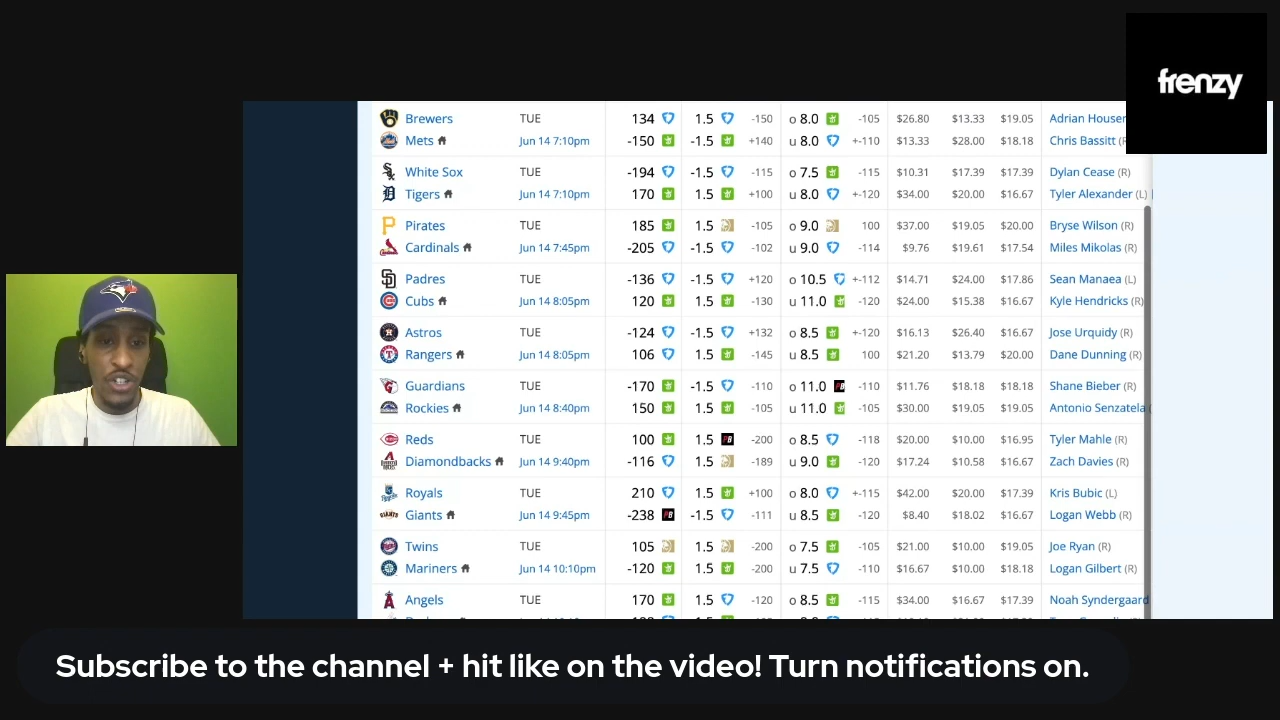 frenzy
Brewers TUE 134 1.5 -150 o 8.0 -105 $26.80 $13.33 $19.05 Adrian Houser
Mets Jun 14 7:10pm -150 -1.5 +140 u 8.0 +-110 $13.33 $28.00 $18.18 Chris Bassitt (R
White Sox TUE -194 -1.5 -115 o 7.5 -115 $10.31 $17.39 $17.39 Dylan Cease (R)
Tigers Jun 14 7:10pm 170 1.5 +100 u 8.0 +-120 $34.00 $20.00 $16.67 Tyler Alexander (L)
Pirates TUE 185 1.5 -105 o 9.0 100 $37.00 $19.05 $20.00 Bryse Wilson (R)
Cardinals Jun 14 7:45pm -205 -1.5 -102 u 9.0 -114 $9.76 $19.61 $17.54 Miles Mikolas (R)
Padres TUE -136 -1.5 +120 o 10.5 +-112 $14.71 $24.00 $17.86 Sean Manaea (L)
Cubs Jun 14 8:05pm 120 1.5 -130 u 11.0 -120 $24.00 $15.38 $16.67 Kyle Hendricks (R)
Astros TUE -124 -1.5 +132 o 8.5 +-120 $16.13 $26.40 $16.67 Jose Urquidy (R)
Rangers Jun 14 8:05pm 106 1.5 -145 u 8.5 100 $21.20 $13.79 $20.00 Dane Dunning (R)
Guardians TUE -170 -1.5 -110 o 11.0 PB -110 $11.76 $18.18 $18.18 Shane Bieber (R)
Rockies Jun 14 8:40pm 150 1.5 -105 u 11.0 -105 $30.00 $19.05 $19.05 Antonio Senzatela (
Reds TUE 100 1.5 PB -200 o 8.5 -118 $20.00 $10.00 $16.95 Tyler Mahle (R)
Diamondbacks Jun 14 9:40pm -116 1.5 -189 u 9.0 -120 $17.24 $10.58 $16.67 Zach Davies (R)
Royals TUE 210 1.5 +100 o 8.0 +-115 $42.00 $20.00 $17.39 Kris Bubic (L)
Giants Jun 14 9:45pm -238 PB -1.5 -111 u 8.5 -120 $8.40 $18.02 $16.67 Logan Webb (R)
Twins TUE 105 1.5 -200 o 7.5 -105 $21.00 $10.00 $19.05 Joe Ryan (R)
Mariners Jun 14 10:10pm -120 1.5 -200 u 7.5 -110 $16.67 $10.00 $18.18 Logan Gilbert (R)
Angels TUE 170 1.5 -120 o 8.5 -115 $34.00 $16.67 $17.39 Noah Syndergaard
Subscribe to the channel + hit like on the video! Turn notifications on.